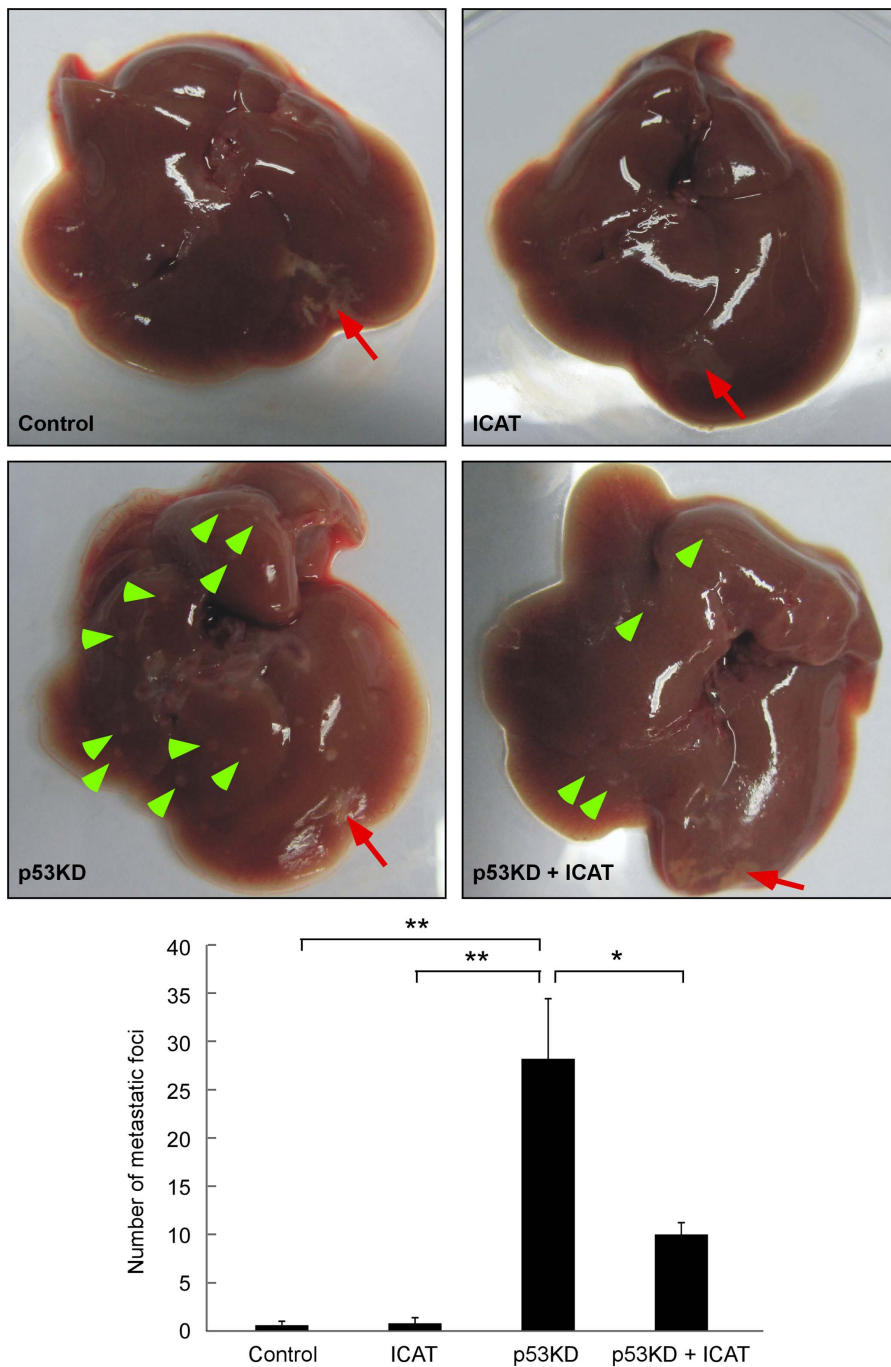 Control
ICAT
p53KD
p53KD + ICAT
**
**
*
Number of metastatic foci
40
35
30
25
20
15
10
5
0
Control
ICAT
p53KD
p53KD + ICAT